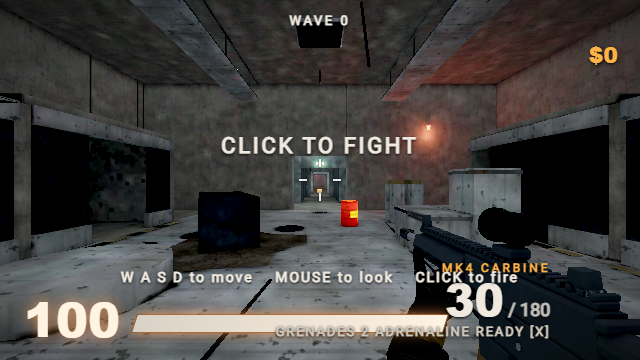 WAVE 0
$0
CLICK TO FIGHT
MK4 CARBINE
W A S D to move MOUSE to look CLICK to fire
100
30 / 180
GRENADES 2 ADRENALINE READY [X]